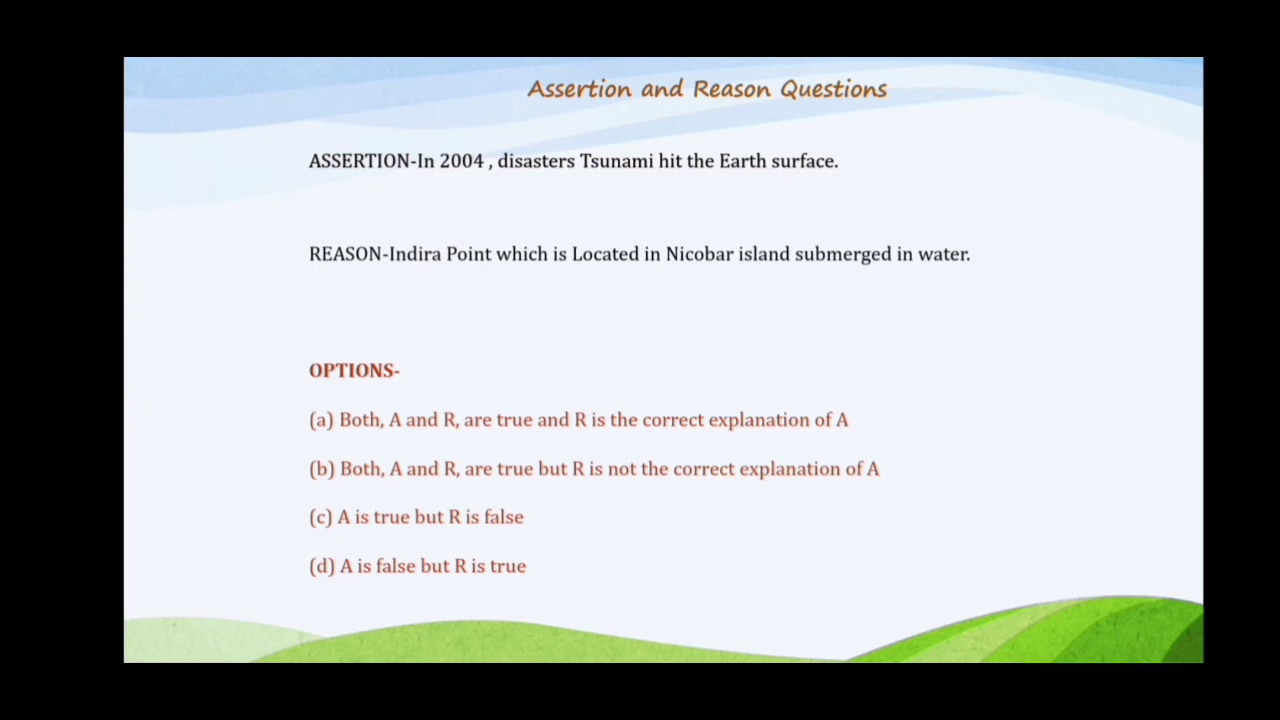 Assertion and Reason Questions
ASSERTION-In 2004 , disasters Tsunami hit the Earth surface.
REASON-Indira Point which is Located in Nicobar island submerged in water.
OPTIONS-
(a) Both, A and R, are true and R is the correct explanation of A
(b) Both, A and R, are true but R is not the correct explanation of A
(c) A is true but R is false
(d) A is false but R is true